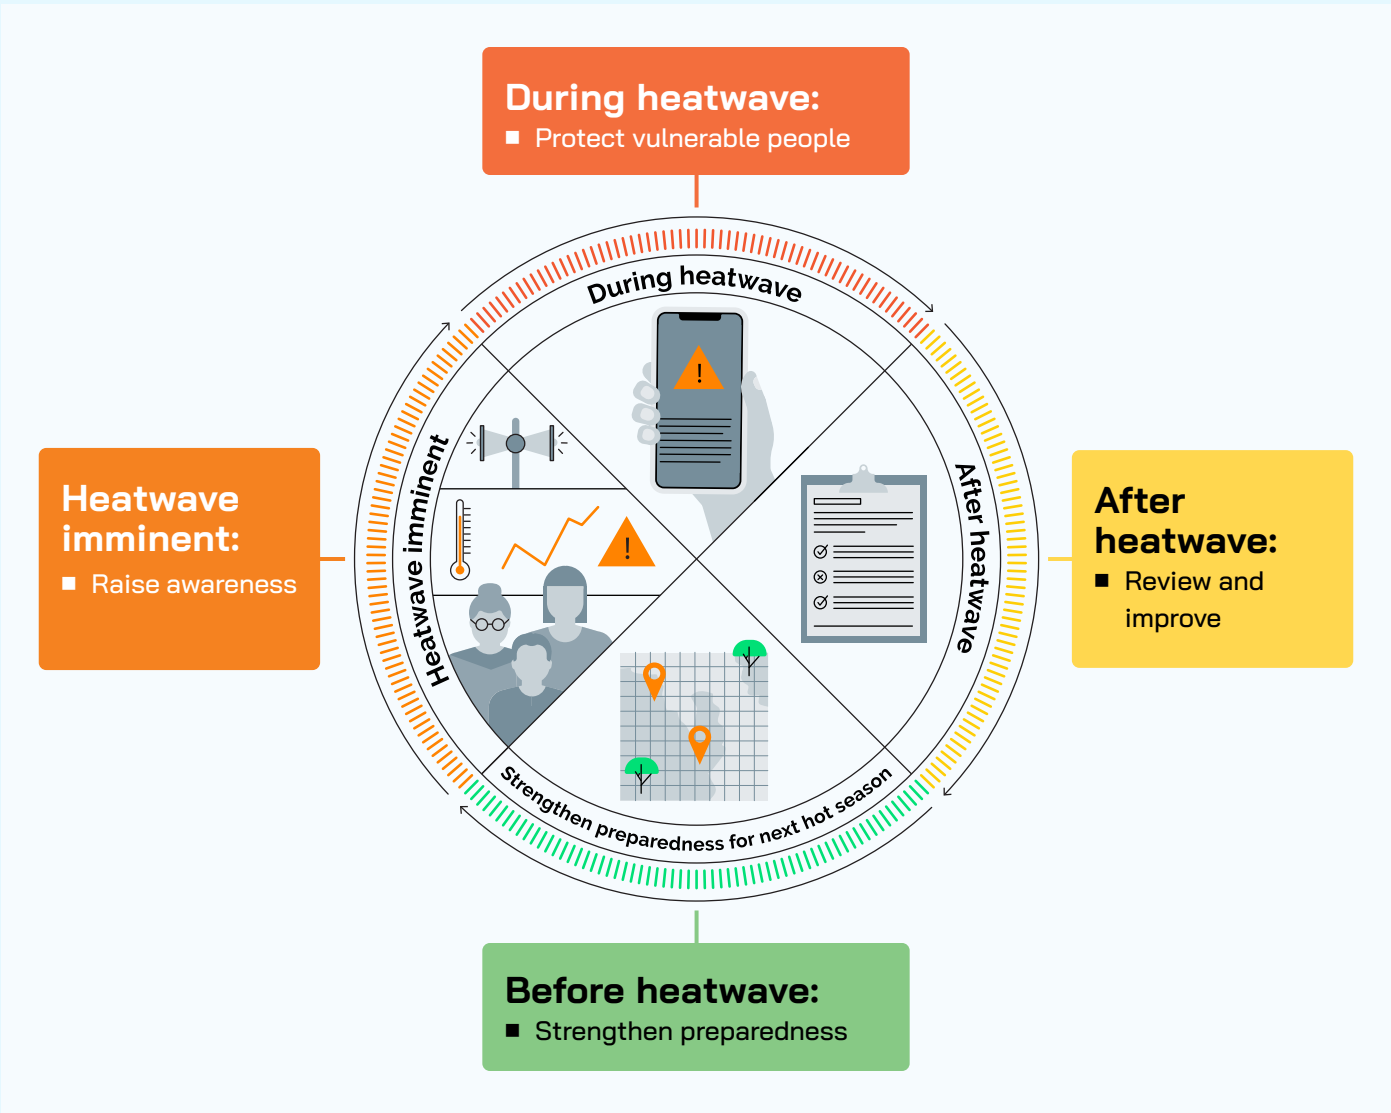 During heatwave:
■ Protect vulnerable people
During heatwave
!
Heatwave imminent
!
After heatwave
Strengthen preparedness for next hot season
Heatwave
imminent:
■ Raise awareness
After
heatwave:
■ Review and
improve
Before heatwave:
■ Strengthen preparedness